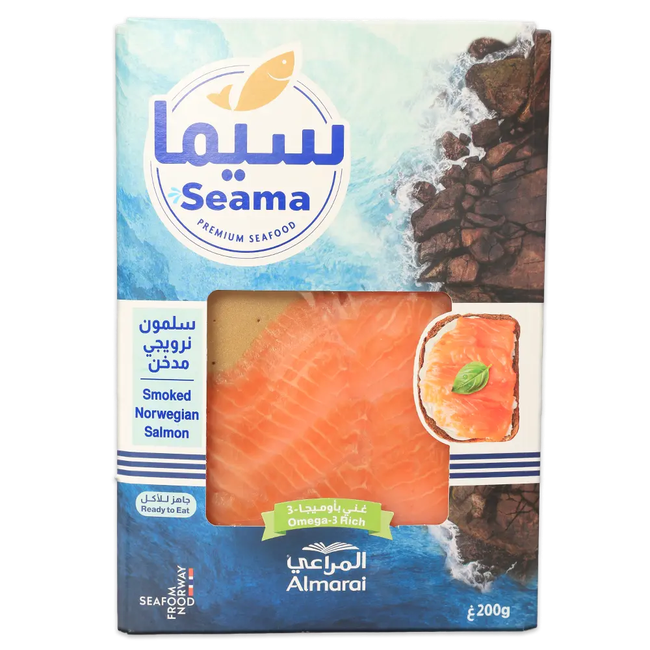 سيما
Seama
PREMIUM SEAFOOD
سلمون
نرويجي
مدخن
Smoked
Norwegian
Salmon
جاهز للأكل
Ready to Eat
غني بأوميجا-3
Omega-3 Rich
المراعي
Almarai
SEAFOOD
FROM
NORWAY
200g غ